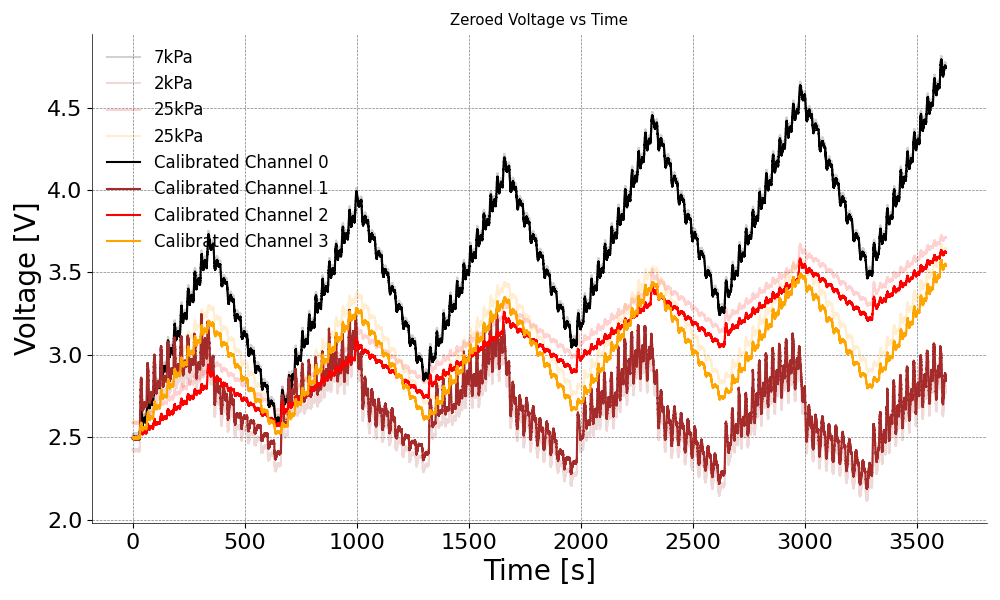 Zeroed Voltage vs Time
7kPa
2kPa
25kPa
25kPa
Calibrated Channel 0
Calibrated Channel 1
Calibrated Channel 2
Calibrated Channel 3
Voltage [V]
4.5
4.0
3.5
3.0
2.5
2.0
0 500 1000 1500 2000 2500 3000 3500
Time [s]